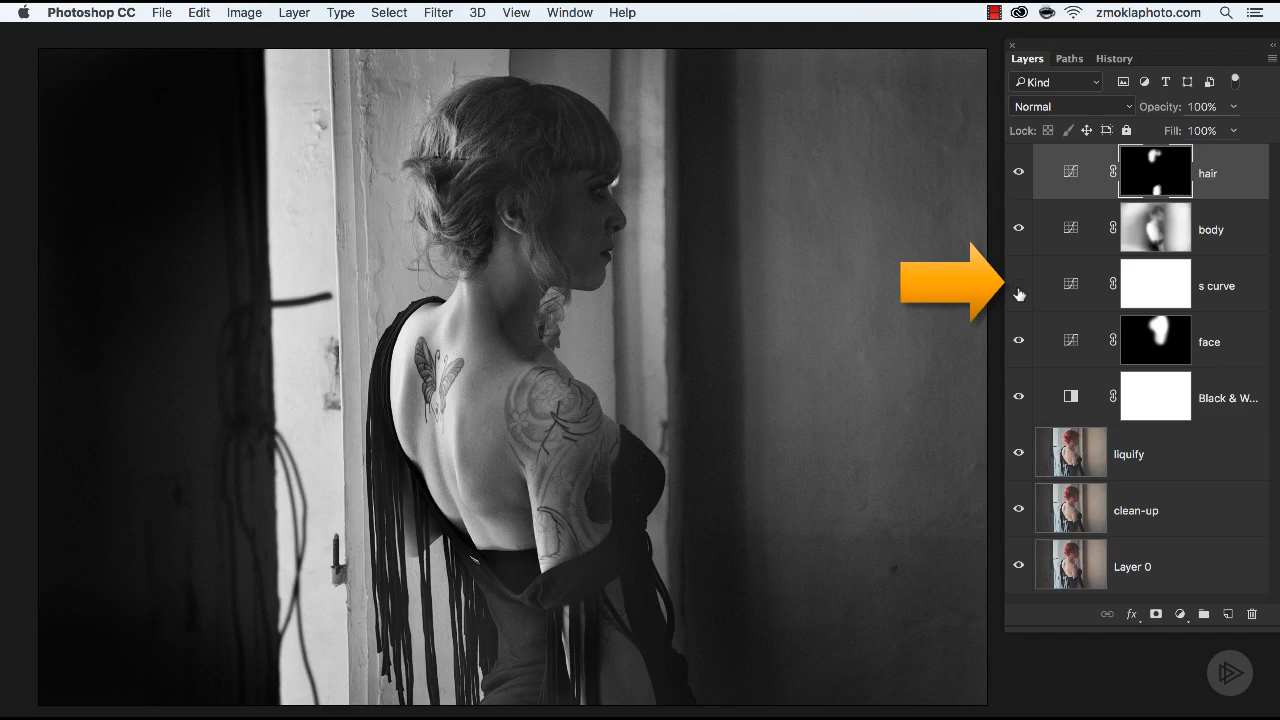 Photoshop CC File Edit Image Layer Type Select Filter 3D View Window Help zmoklaphoto.com
Layers Paths History
Kind
Normal Opacity: 100%
Lock: Fill: 100%
hair
body
s curve
face
Black & W...
liquify
clean-up
Layer 0
fx